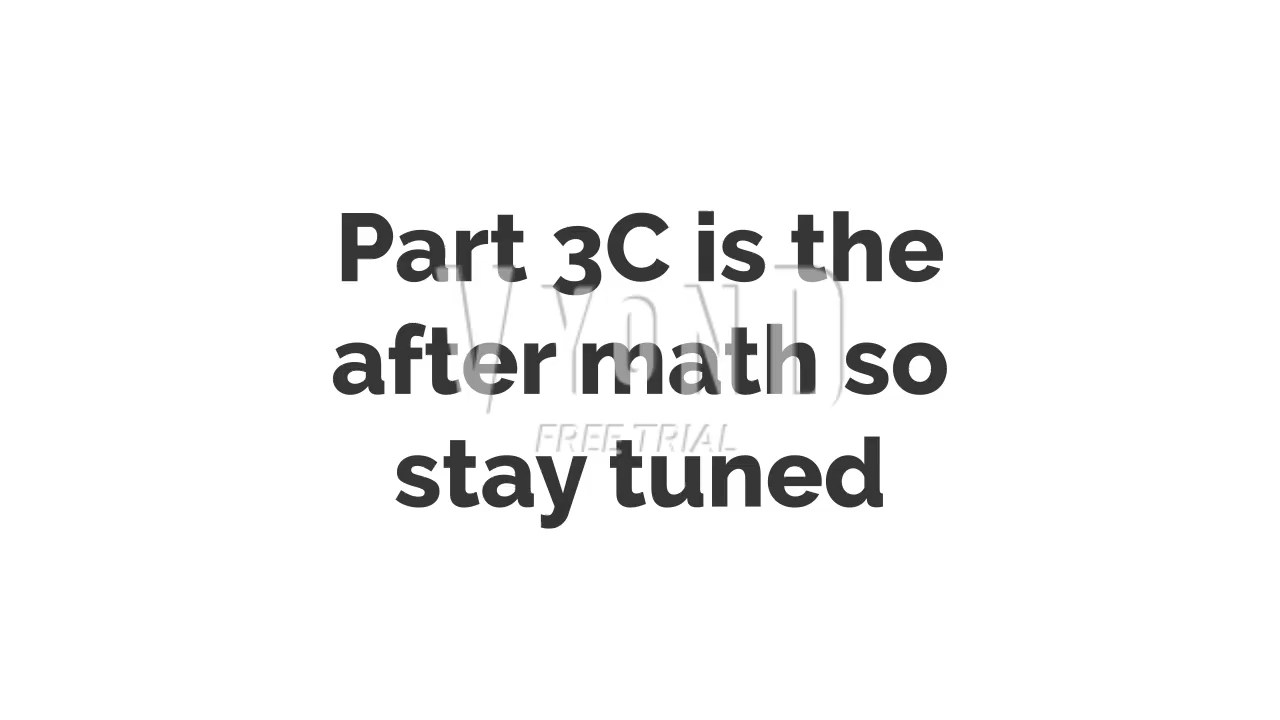 Part 3C is the
after math so
stay tuned
VYOND
FREE TRIAL